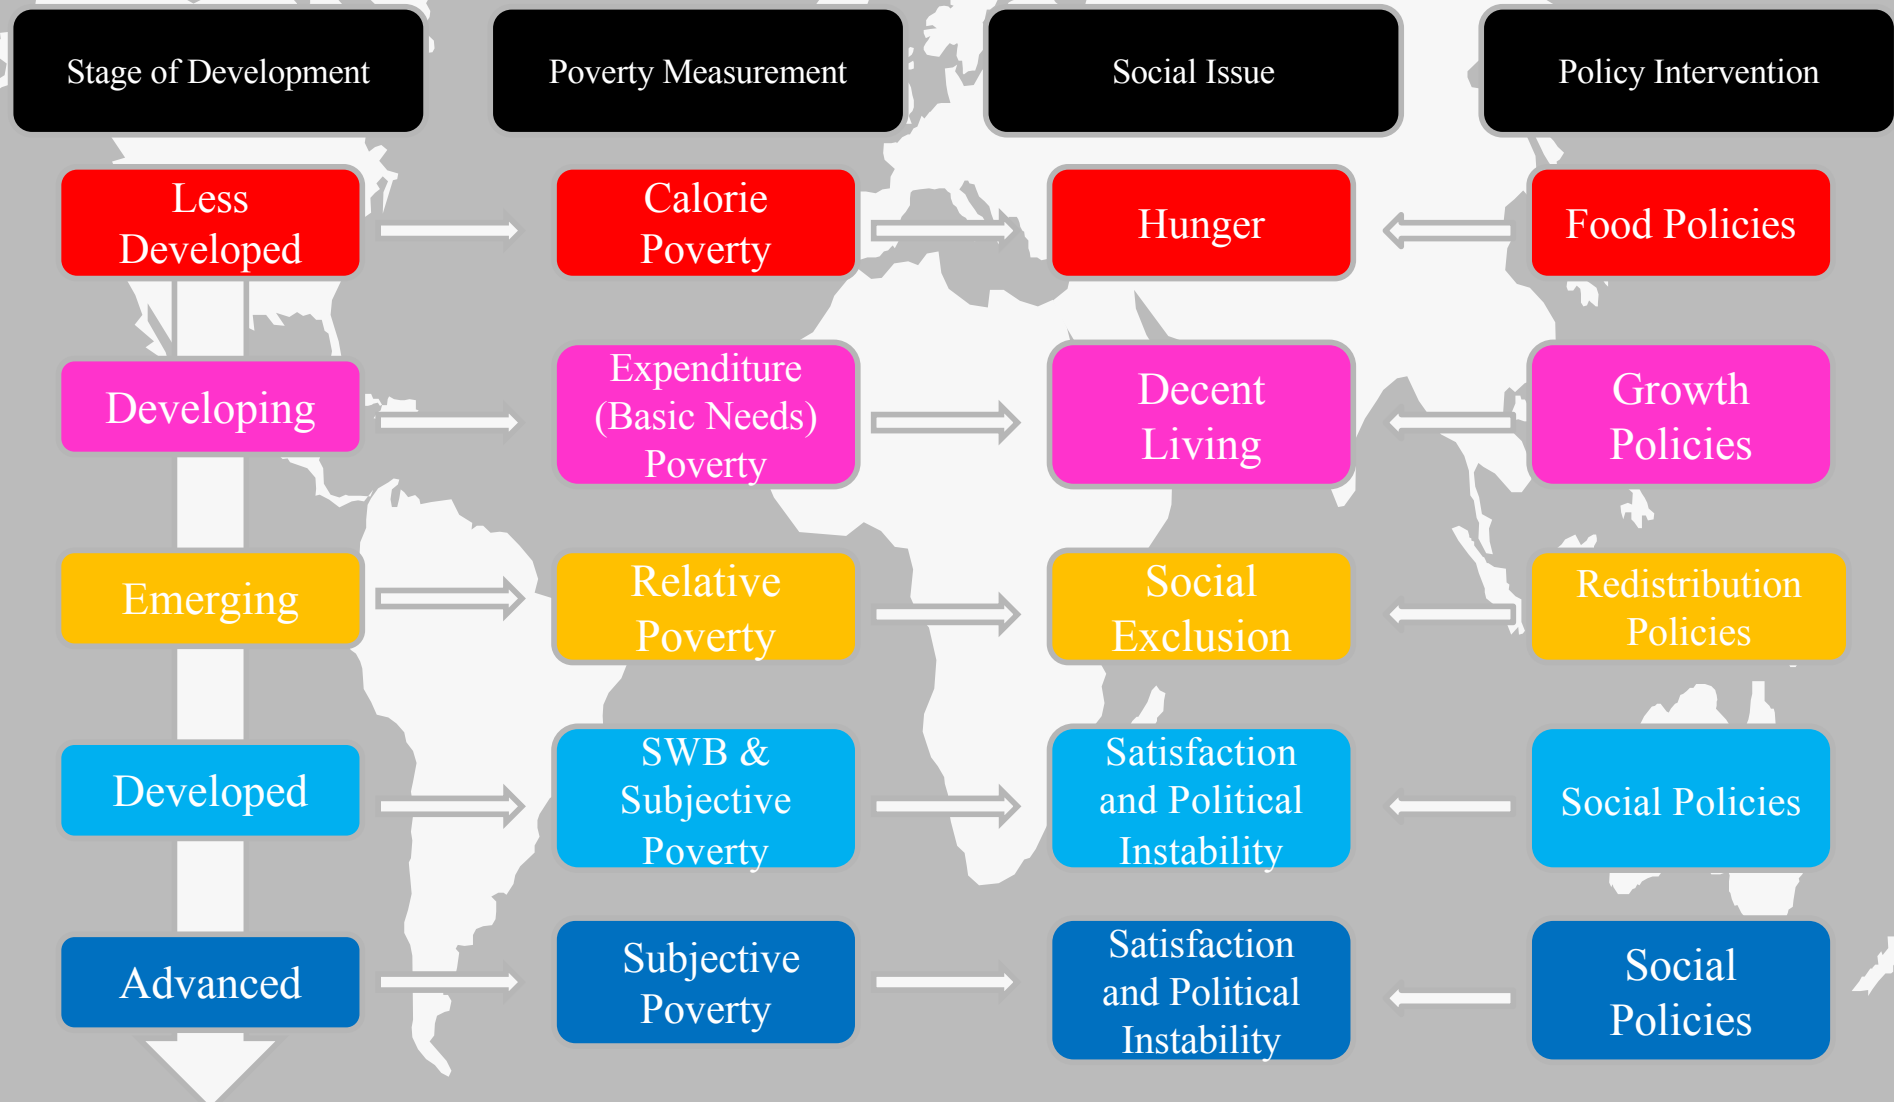 Stage of Development
Poverty Measurement
Social Issue
Policy Intervention
Less
Developed
Calorie
Poverty
Hunger
Food Policies
Developing
Expenditure
(Basic Needs)
Poverty
Decent
Living
Growth
Policies
Emerging
Relative
Poverty
Social
Exclusion
Redistribution
Policies
Developed
SWB &
Subjective
Poverty
Satisfaction
and Political
Instability
Social Policies
Advanced
Subjective
Poverty
Satisfaction
and Political
Instability
Social
Policies